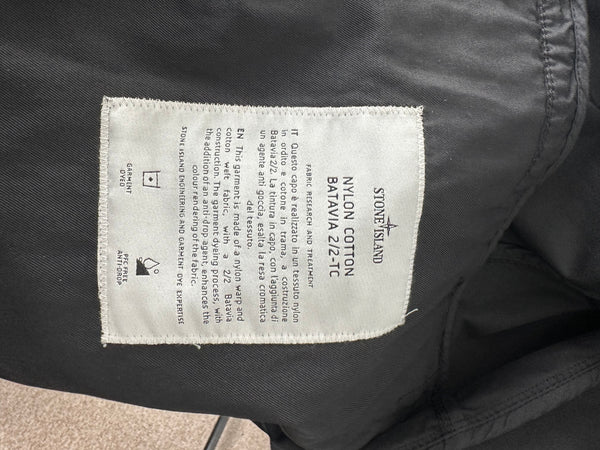 STONE ISLAND
NYLON COTTON
BATAVIA 2/2-TC
FABRIC RESEARCH AND TREATMENT
IT Questo capo è realizzato in un tessuto nylon
in ordito e cotone in trama, a costruzione
Batavia 2/2. La tintura in capo, con l'aggiunta di
un agente anti goccia, esalta la resa cromatica
del tessuto.
EN This garment is made of a nylon warp and
cotton weft fabric, with a 2/2 Batavia
construction. The garment dyeing process, with
the addition of an anti-drop agent, enhances the
colour rendering of the fabric.
STONE ISLAND ENGINEERING AND GARMENT DYE EXPERTISE
GARMENT
DYED
PFC FREE
ANTI-DROP